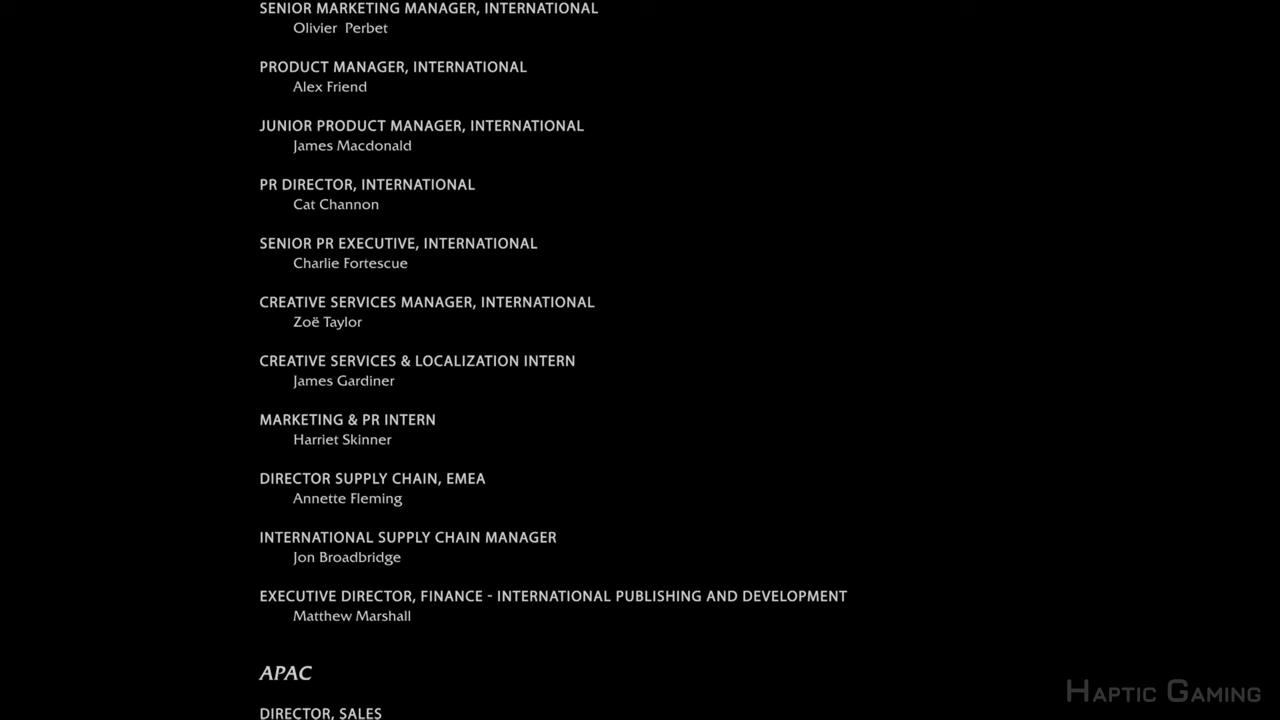 SENIOR MARKETING MANAGER, INTERNATIONAL
Olivier  Perbet
PRODUCT MANAGER, INTERNATIONAL
Alex Friend
JUNIOR PRODUCT MANAGER, INTERNATIONAL
James Macdonald
PR DIRECTOR, INTERNATIONAL
Cat Channon
SENIOR PR EXECUTIVE, INTERNATIONAL
Charlie Fortescue
CREATIVE SERVICES MANAGER, INTERNATIONAL
Zoë Taylor
CREATIVE SERVICES & LOCALIZATION INTERN
James Gardiner
MARKETING & PR INTERN
Harriet Skinner
DIRECTOR SUPPLY CHAIN, EMEA
Annette Fleming
INTERNATIONAL SUPPLY CHAIN MANAGER
Jon Broadbridge
EXECUTIVE DIRECTOR, FINANCE - INTERNATIONAL PUBLISHING AND DEVELOPMENT
Matthew Marshall
APAC
DIRECTOR, SALES
HAPTIC GAMING